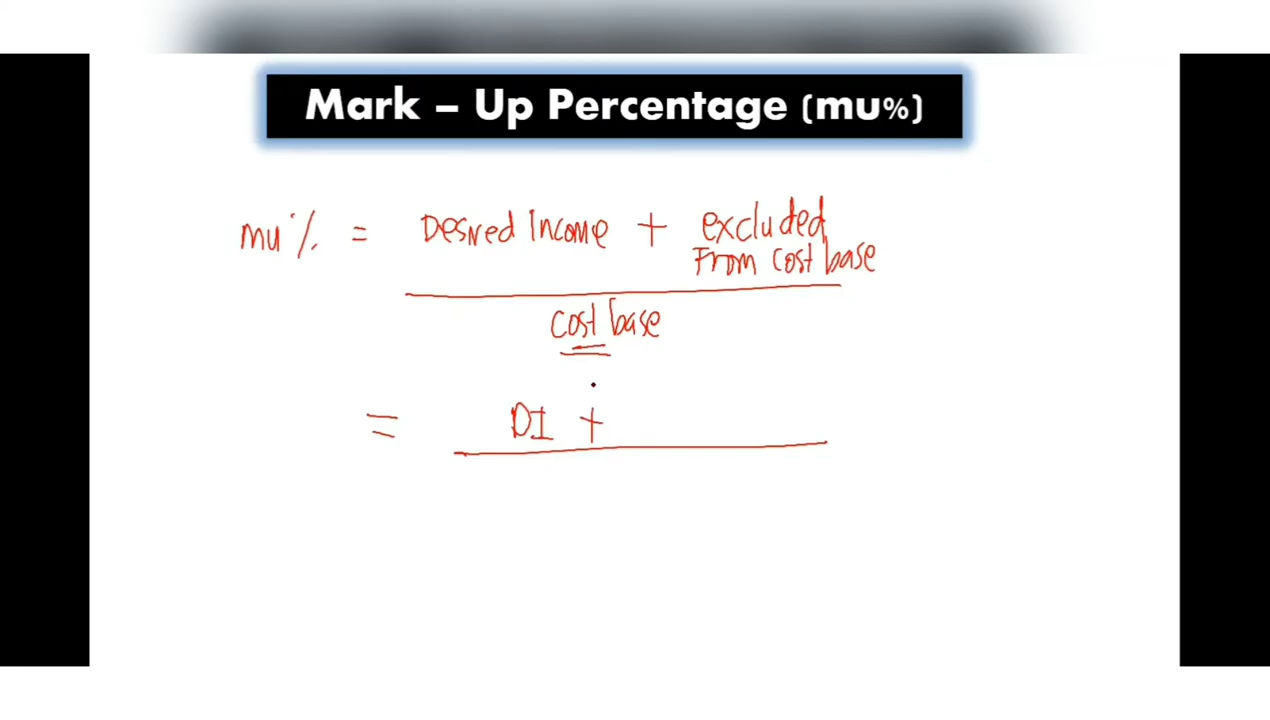 Mark – Up Percentage (mu%)
mu% = Desired Income + excluded
From cost base
cost base
= DI +